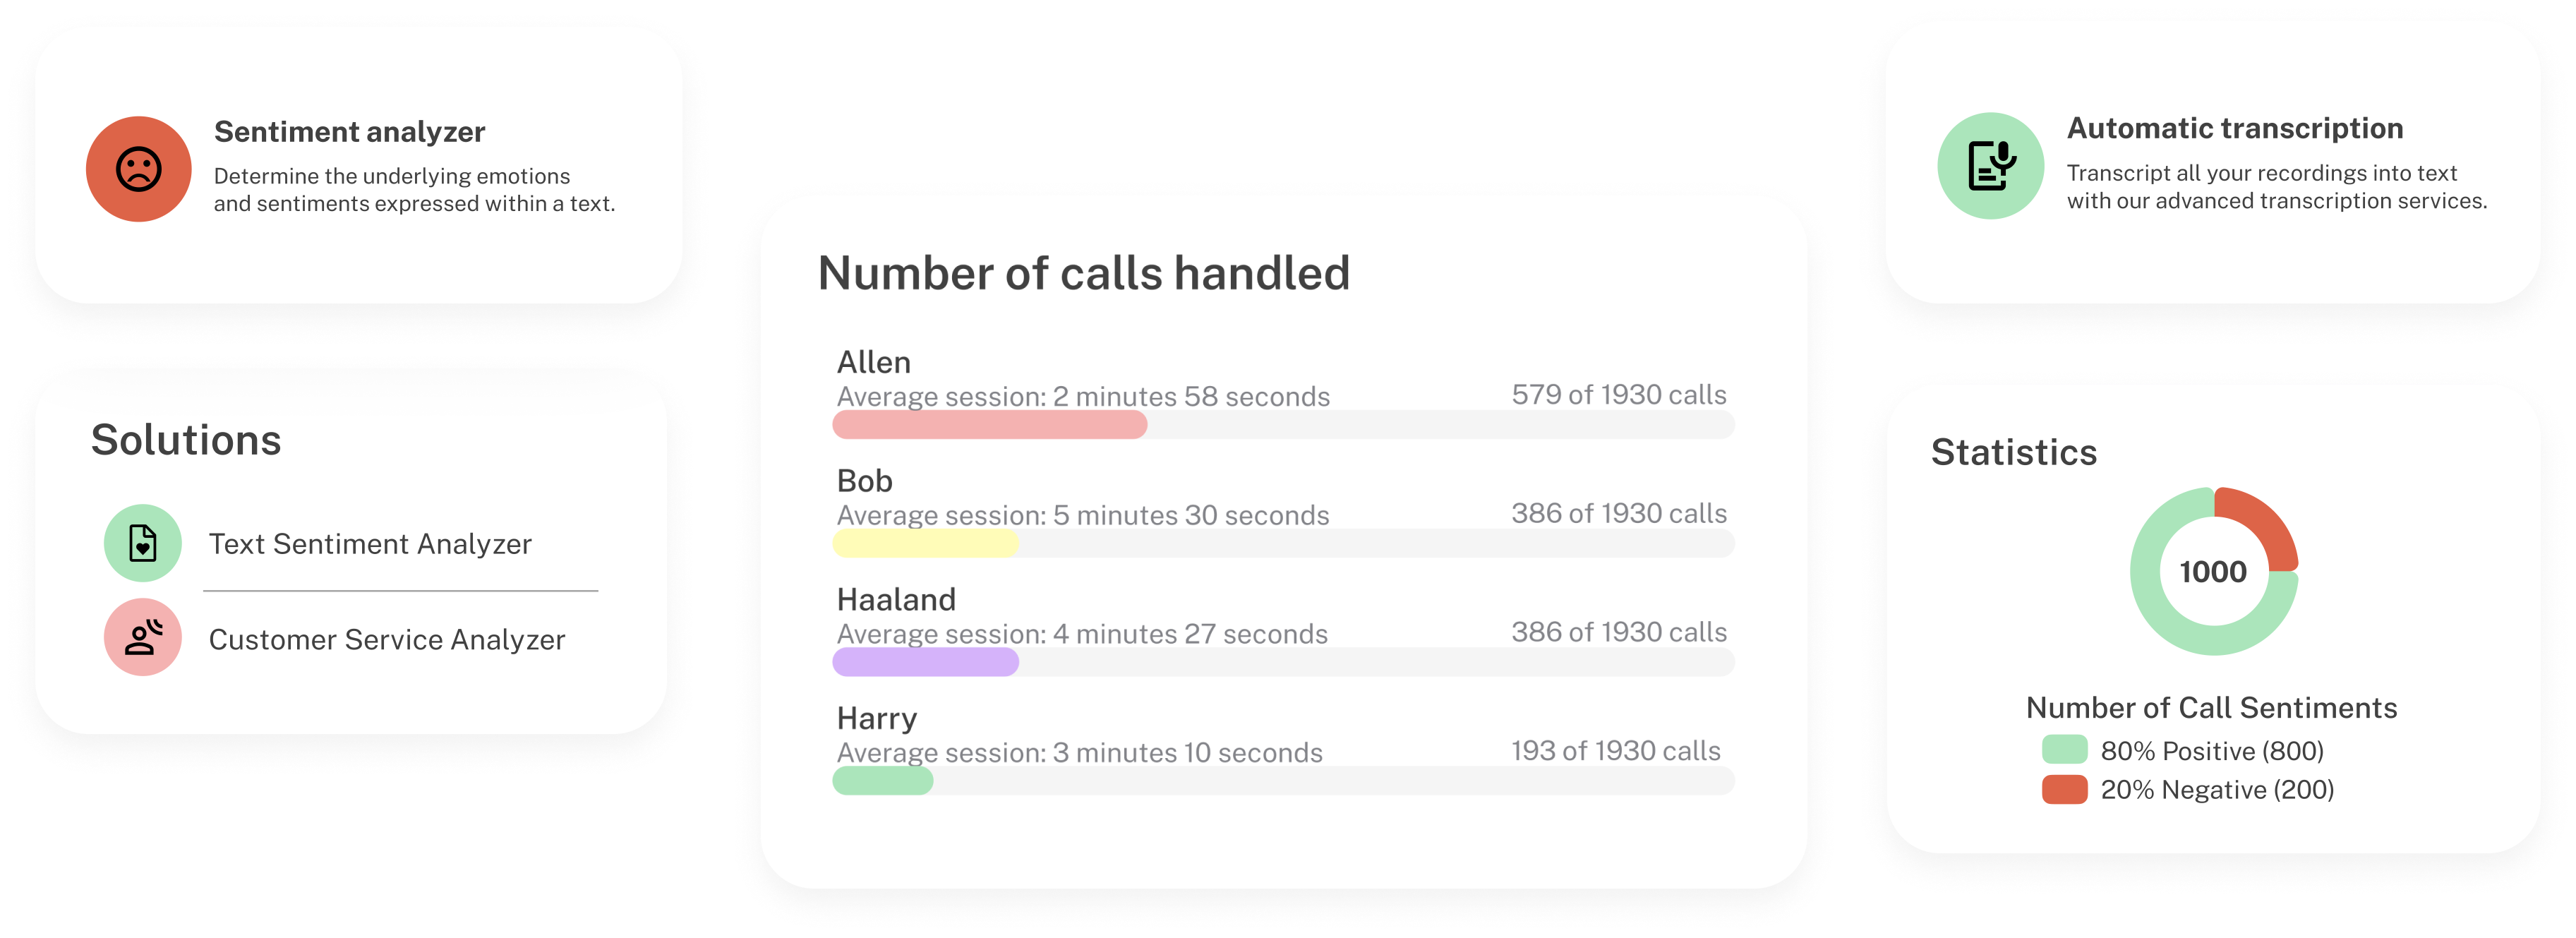 Sentiment analyzer
Determine the underlying emotions
and sentiments expressed within a text.
Solutions
Text Sentiment Analyzer
Customer Service Analyzer
Number of calls handled
Allen
Average session: 2 minutes 58 seconds
579 of 1930 calls
Bob
Average session: 5 minutes 30 seconds
386 of 1930 calls
Haaland
Average session: 4 minutes 27 seconds
386 of 1930 calls
Harry
Average session: 3 minutes 10 seconds
193 of 1930 calls
Automatic transcription
Transcript all your recordings into text
with our advanced transcription services.
Statistics
1000
Number of Call Sentiments
80% Positive (800)
20% Negative (200)